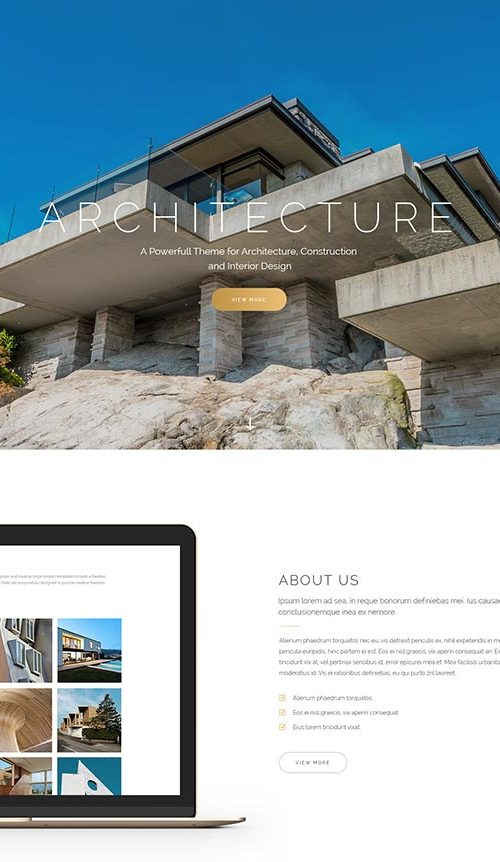 ARCHITECTURE
A Powerfull Theme for Architecture, Construction
and Interior Design
VIEW MORE
ABOUT US
Ipsum lorem ad sea, in reque bonorum definiebas mei. Ius causae
conclusionemque inea ex nemore.
Alienum phaedrum torquatos nec eu, vis detraxit periculis ex, nihil expetendis in m
pericula euripidis, hinc partem ei est. Eos ei nisl graecis, vix aperiri consequat an. Eiu
tincidunt vix at, vel pertinax sensibus id, error epicurei mea et. Mea facilisis urbanitas
moderatius id. Vis ei rationibus definiebas, eu qui purto zril laoreet.
Alienum phaedrum torquatos.
Eos ei nisl graecis, vix aperiri consequat.
Eius lorem tincidunt vixat.
VIEW MORE